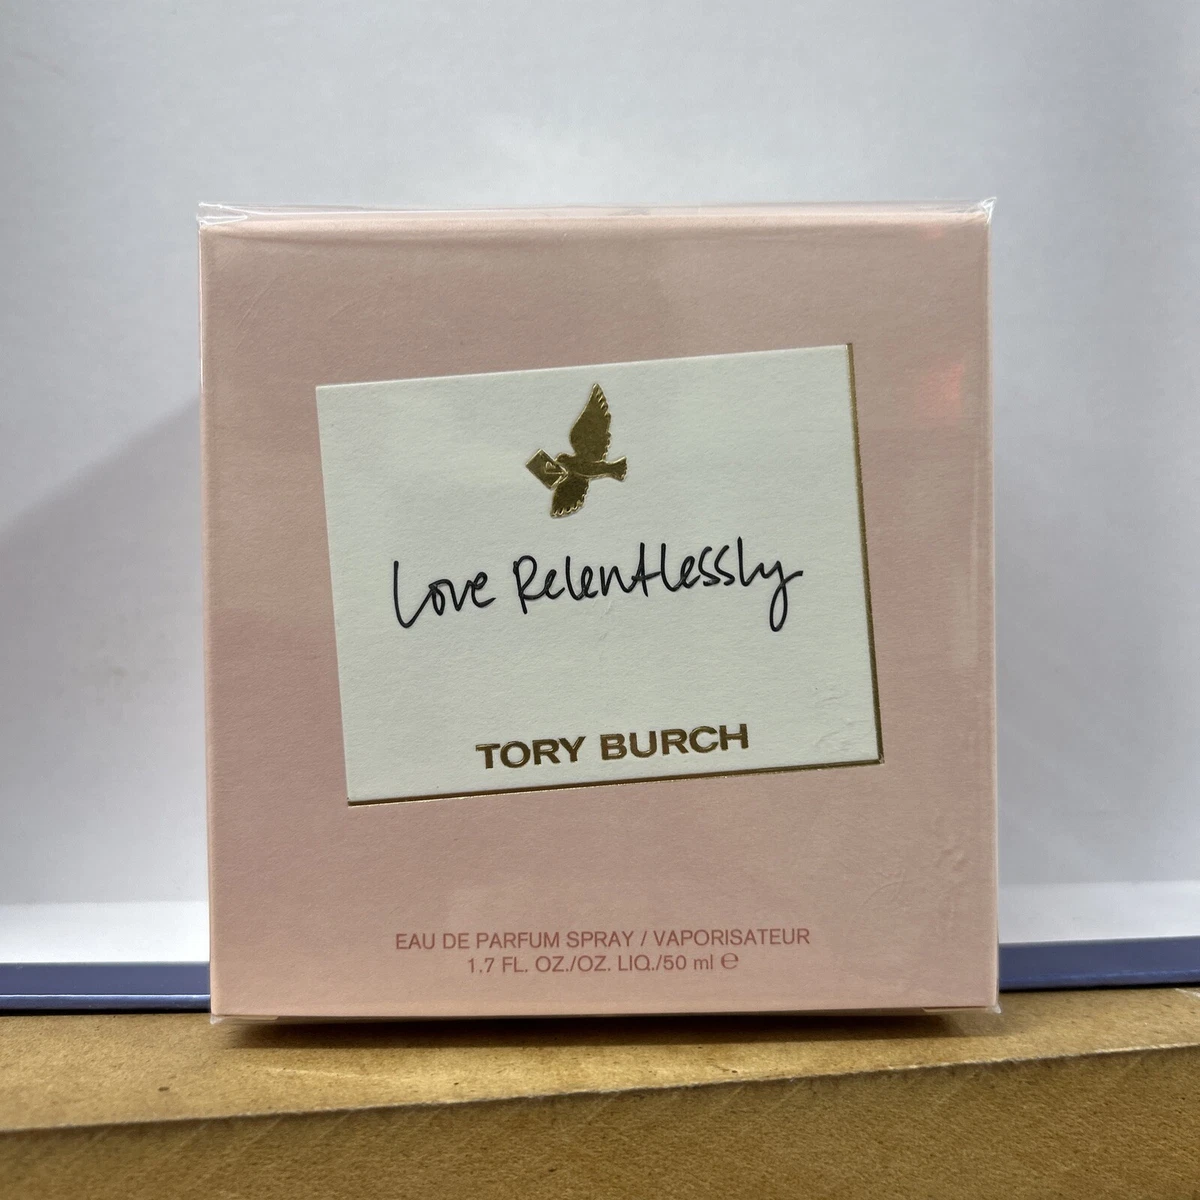 Love Relentlessly
TORY BURCH
EAU DE PARFUM SPRAY / VAPORISATEUR
1.7 FL. OZ./OZ. LIQ./50 ml ℮